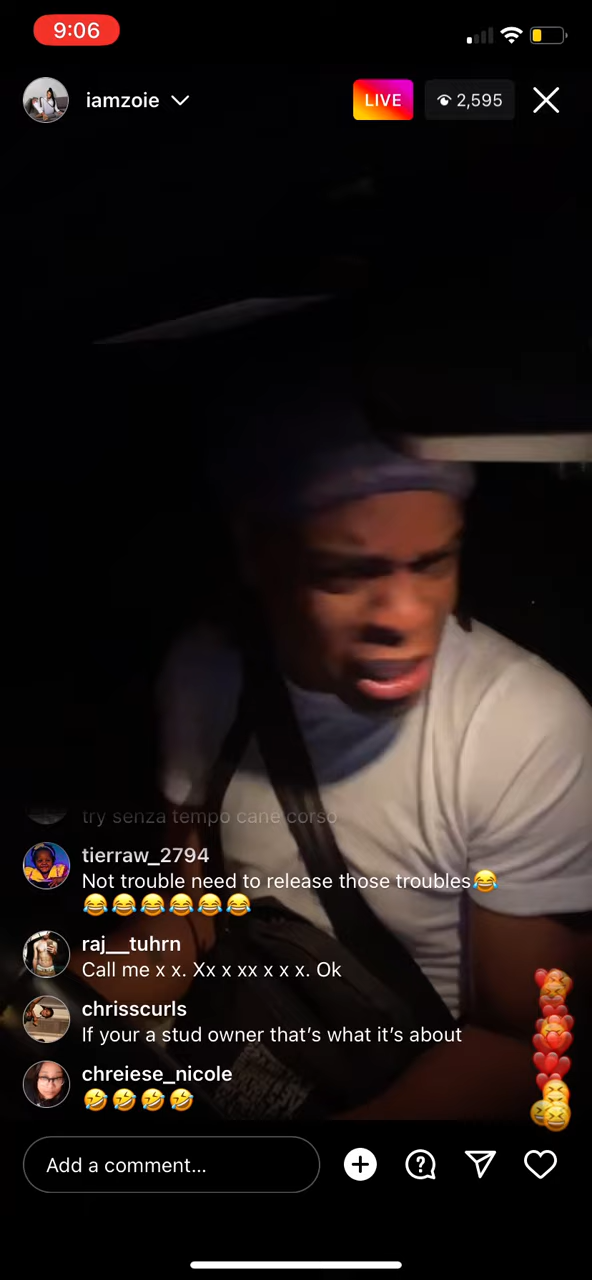 9:06
iamzoie
LIVE
2,595
try senza tempo cane corso
tierraw_2794
Not trouble need to release those troubles😂
😂😂😂😂😂😂
raj__tuhrn
Call me x x. Xx x xx x x x. Ok
chrisscurls
If your a stud owner that’s what it’s about
chreiese_nicole
🤣🤣🤣🤣
Add a comment...